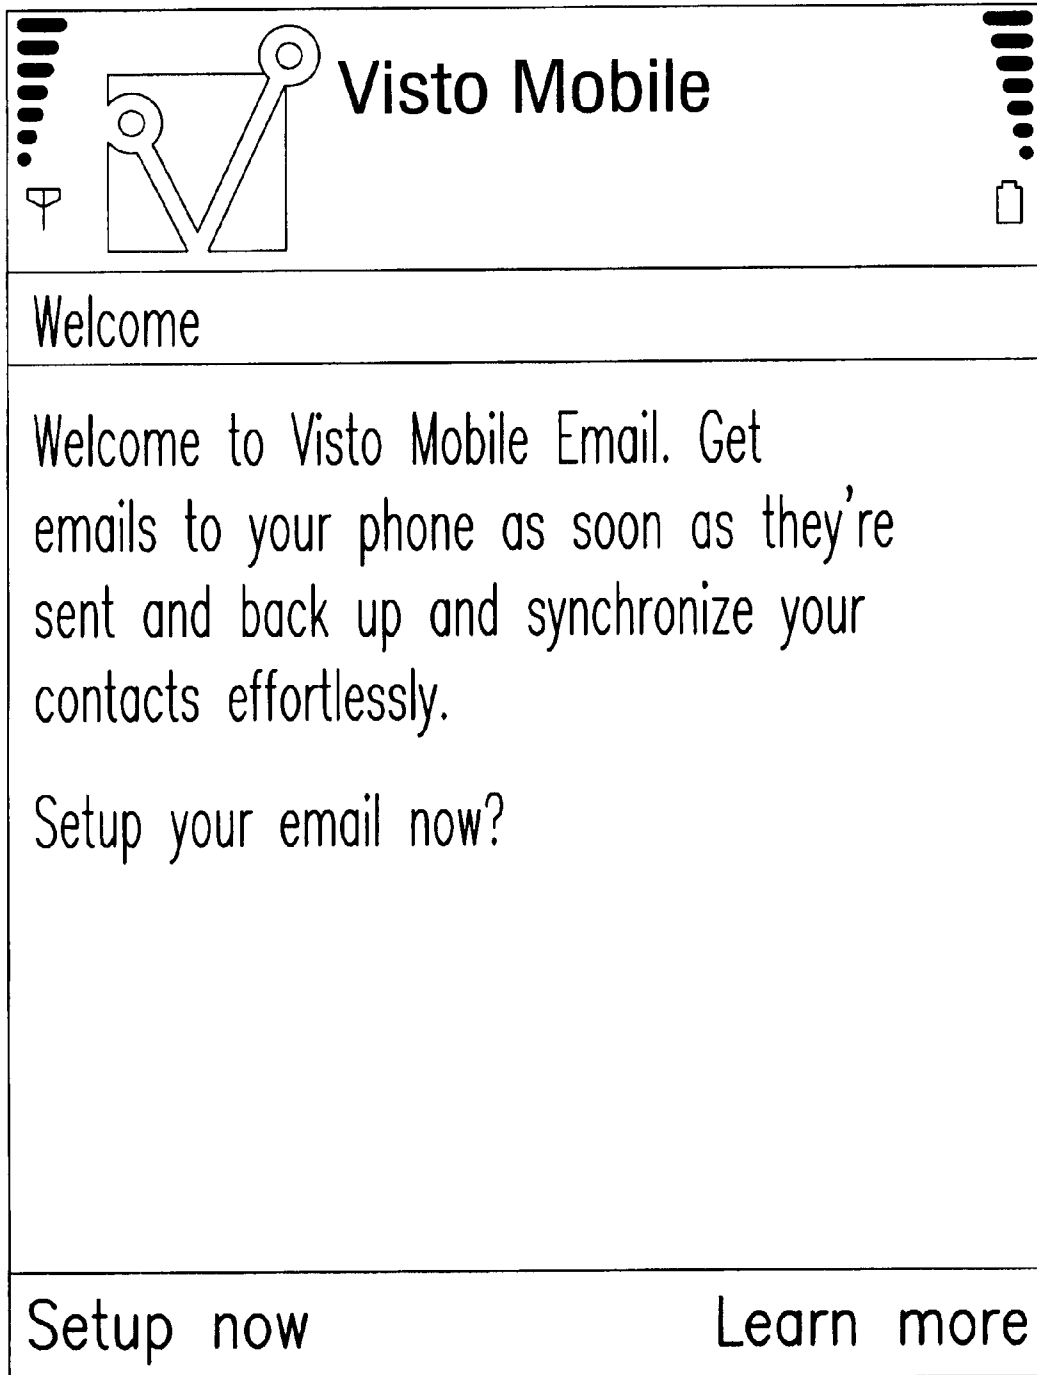 Visto Mobile
Welcome
Welcome to Visto Mobile Email. Get
emails to your phone as soon as they're
sent and back up and synchronize your
contacts effortlessly.
Setup your email now?
Setup now Learn more